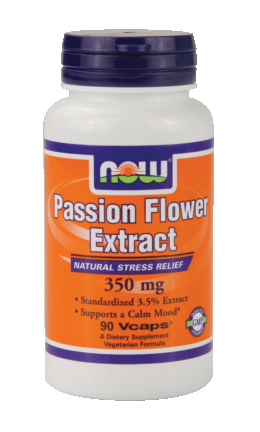 NOW
Passion Flower
Extract
NATURAL STRESS RELIEF
350 mg
• Standardized 3.5% Extract
• Supports a Calm Mood*
90 Vcaps®
A Dietary Supplement
Vegetarian Formula
GMP